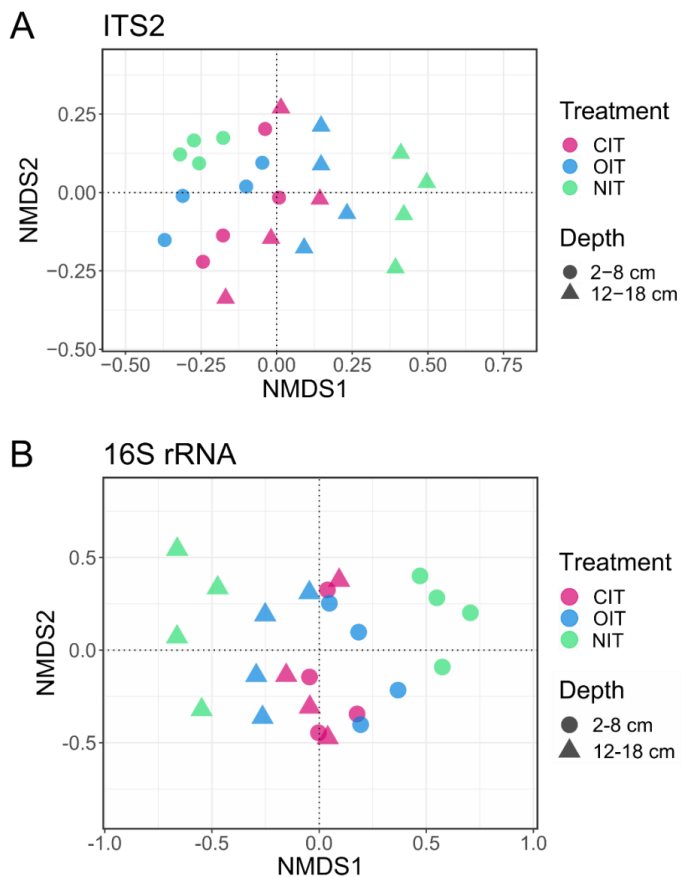 A
ITS2
0.25
0.00
−0.25
−0.50
NMDS2
−0.50
−0.25
0.00
0.25
0.50
0.75
NMDS1
Treatment
CIT
OIT
NIT
Depth
2−8 cm
12−18 cm
B
16S rRNA
0.5
0.0
-0.5
NMDS2
-1.0
-0.5
0.0
0.5
1.0
NMDS1
Treatment
CIT
OIT
NIT
Depth
2-8 cm
12-18 cm